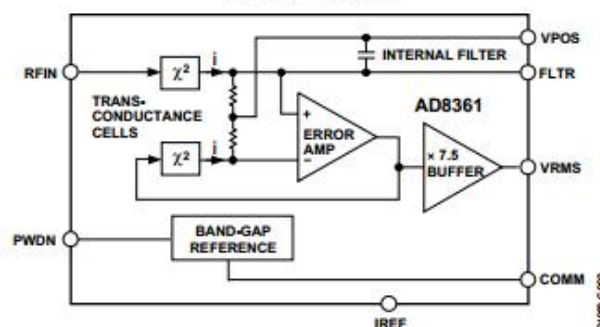 VPOS
INTERNAL FILTER
RFIN
χ²
i
FLTR
TRANS-
CONDUCTANCE
CELLS
AD8361
+
ERROR
AMP
–
× 7.5
BUFFER
χ²
i
VRMS
PWDN
BAND-GAP
REFERENCE
COMM
IREF